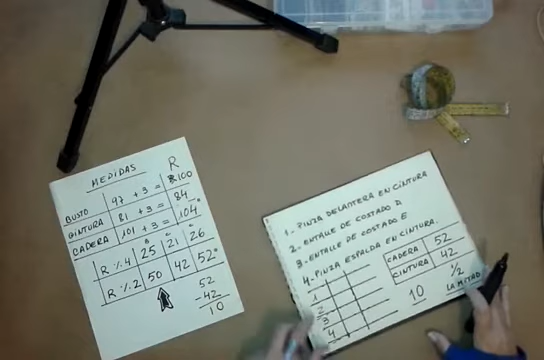 MEDIDAS
R
BUSTO 97 + 3 = 100
CINTURA 81 + 3 = 84
CADERA 101 + 3 = 104
R %4 25 21 26
R %2 50 42 52
52
-42
10
1- PINZA DELANTERA EN CINTURA
2- ENTALLE DE COSTADO D
3- ENTALLE DE COSTADO E
4- PINZA ESPALDA EN CINTURA.
CADERA 52
CINTURA 42
1
2
3
4
10
1/2
LA MITAD